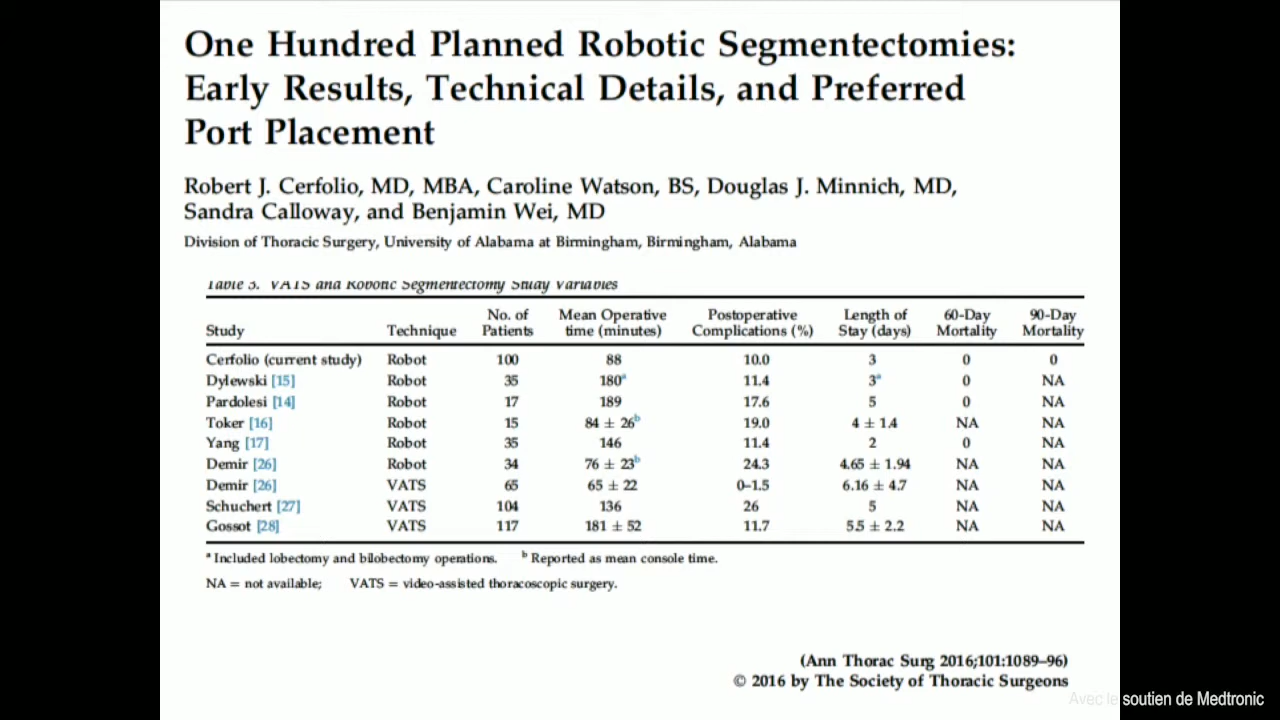 One Hundred Planned Robotic Segmentectomies:
Early Results, Technical Details, and Preferred
Port Placement
Robert J. Cerfolio, MD, MBA, Caroline Watson, BS, Douglas J. Minnich, MD,
Sandra Calloway, and Benjamin Wei, MD
Division of Thoracic Surgery, University of Alabama at Birmingham, Birmingham, Alabama
Table 3. VATS and Robotic Segmentectomy Study Variables
No. of Mean Operative Postoperative Length of 60-Day 90-Day
Study Technique Patients time (minutes) Complications (%) Stay (days) Mortality Mortality
Cerfolio (current study) Robot 100 88 10.0 3 0 0
Dylewski [15] Robot 35 180ᵃ 11.4 3ᵃ 0 NA
Pardolesi [14] Robot 17 189 17.6 5 0 NA
Toker [16] Robot 15 84 ± 26ᵇ 19.0 4 ± 1.4 NA NA
Yang [17] Robot 35 146 11.4 2 0 NA
Demir [26] Robot 34 76 ± 23ᵇ 24.3 4.65 ± 1.94 NA NA
Demir [26] VATS 65 65 ± 22 0–1.5 6.16 ± 4.7 NA NA
Schuchert [27] VATS 104 136 26 5 NA NA
Gossot [28] VATS 117 181 ± 52 11.7 5.5 ± 2.2 NA NA
ᵃ Included lobectomy and bilobectomy operations. ᵇ Reported as mean console time.
NA = not available; VATS = video-assisted thoracoscopic surgery.
(Ann Thorac Surg 2016;101:1089–96)
© 2016 by The Society of Thoracic Surgeons
Avec le soutien de Medtronic